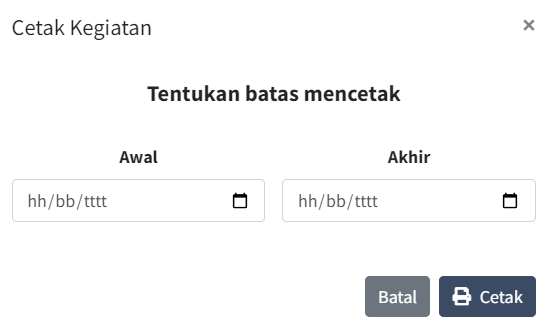 Cetak Kegiatan ×
Tentukan batas mencetak
Awal Akhir
hh/bb/tttt hh/bb/tttt
Batal Cetak